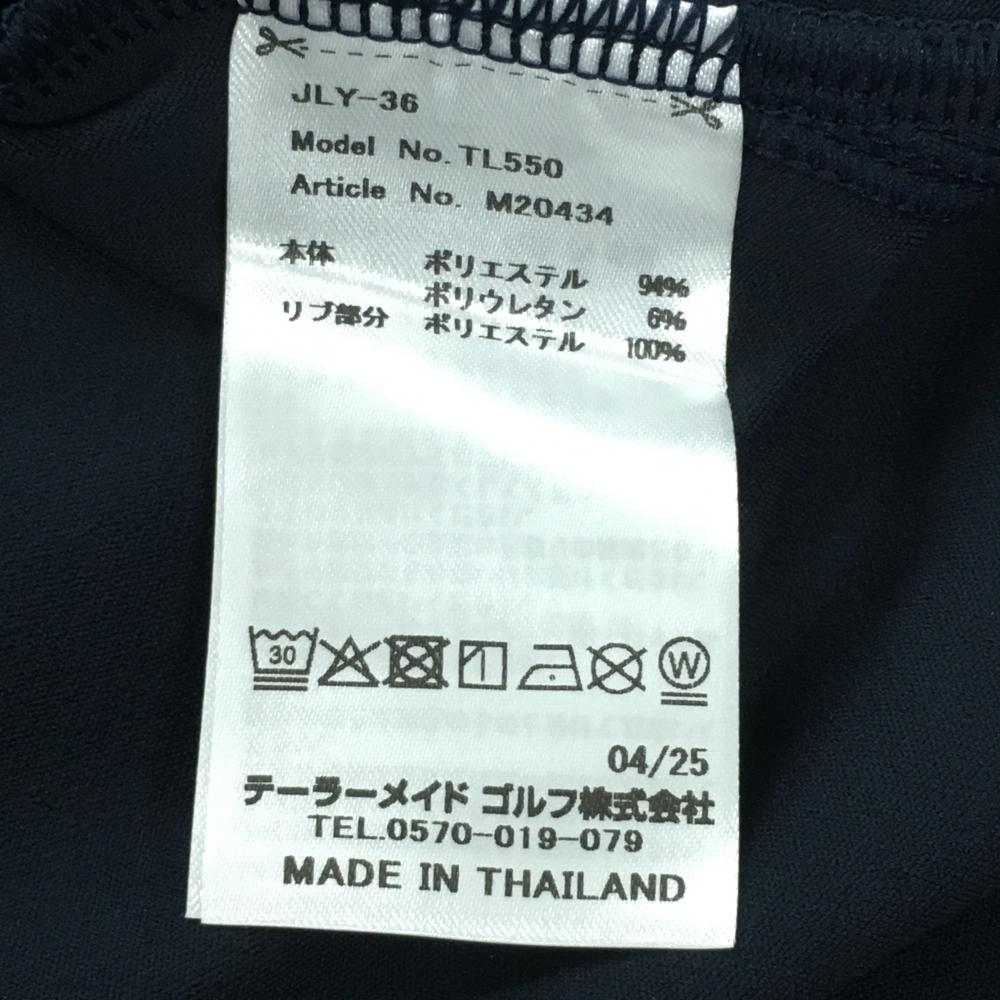 JLY-36
Model No. TL550
Article No. M20434
本体 ポリエステル 94%
ポリウレタン 6%
リブ部分 ポリエステル 100%
30
W
04/25
テーラーメイド ゴルフ株式会社
TEL.0570-019-079
MADE IN THAILAND